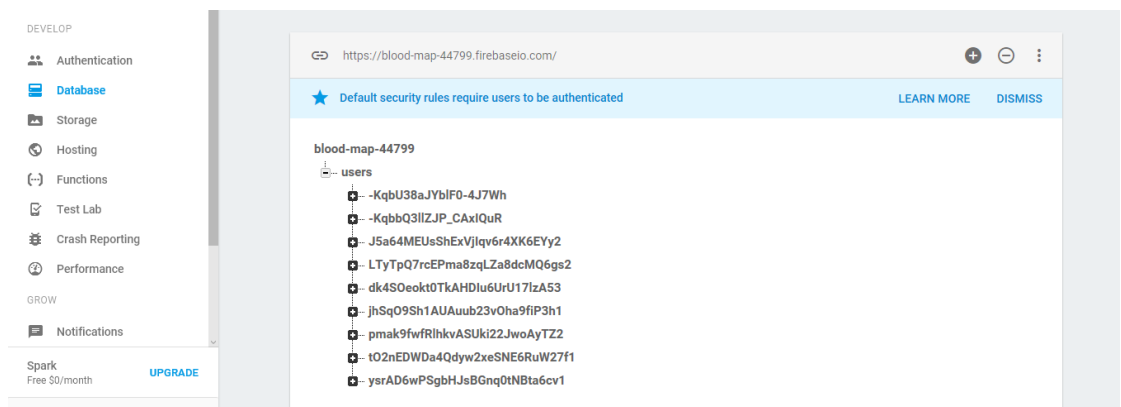 DEVELOP
Authentication
Database
Storage
Hosting
Functions
Test Lab
Crash Reporting
Performance
GROW
Notifications
Spark
Free $0/month
UPGRADE
https://blood-map-44799.firebaseio.com/
Default security rules require users to be authenticated LEARN MORE DISMISS
blood-map-44799
users
-KqbU38aJYblF0-4J7Wh
-KqbbQ3llZJP_CAxIQuR
J5a64MEUsShExVjIqv6r4XK6EYy2
LTyTpQ7rcEPma8zqLZa8dcMQ6gs2
dk4SOeokt0TkAHDlu6UrU17lzA53
jhSqO9Sh1AUAuub23vOha9fiP3h1
pmak9fwfRlhkvASUki22JwoAyTZ2
tO2nEDWDa4Qdyw2xeSNE6RuW27f1
ysrAD6wPSgbHJsBGnq0tNBta6cv1